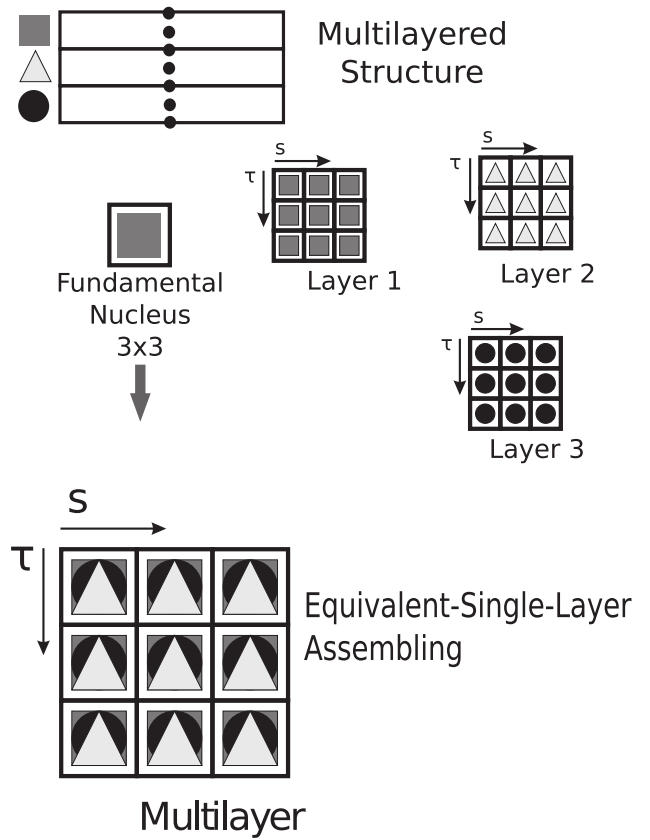 Multilayered
Structure
s
τ
Layer 1
s
τ
Layer 2
Fundamental
Nucleus
3x3
s
τ
Layer 3
s
τ
Equivalent-Single-Layer
Assembling
Multilayer